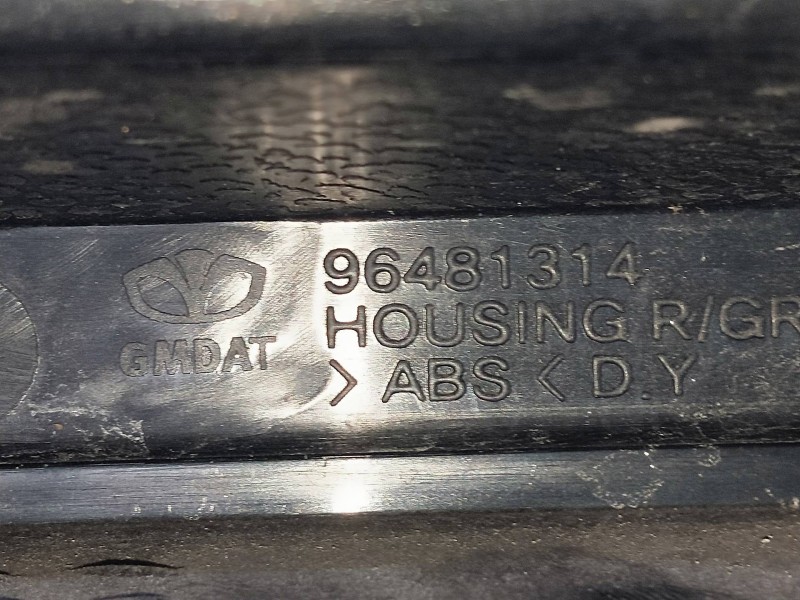 96481314
GMDAT
HOUSING R/GR
> ABS < D.Y